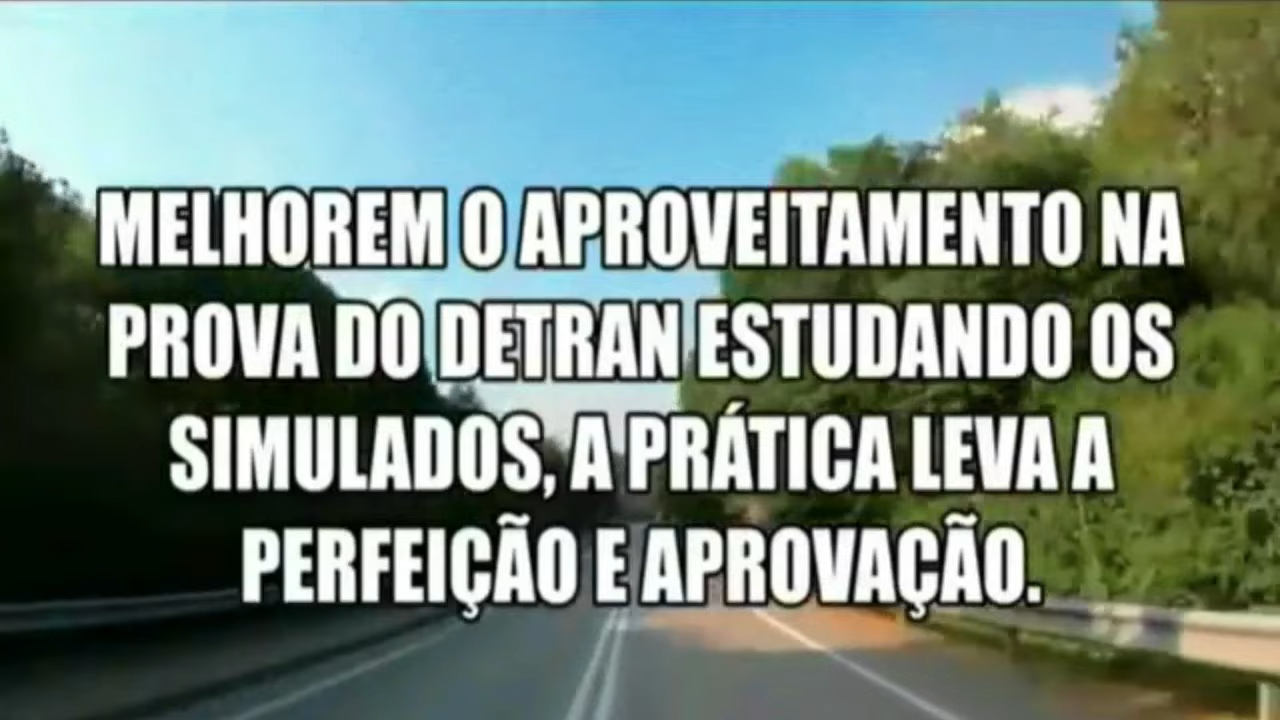 MELHOREM O APROVEITAMENTO NA
PROVA DO DETRAN ESTUDANDO OS
SIMULADOS, A PRÁTICA LEVA A
PERFEIÇÃO E APROVAÇÃO.